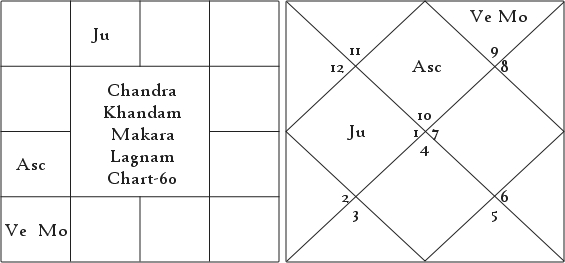 Ju
Chandra
Khandam
Makara
Lagnam
Chart-60
Asc
Ve Mo
Ve Mo
11
9
12
Asc
8
10
Ju
1
7
4
2
6
3
5